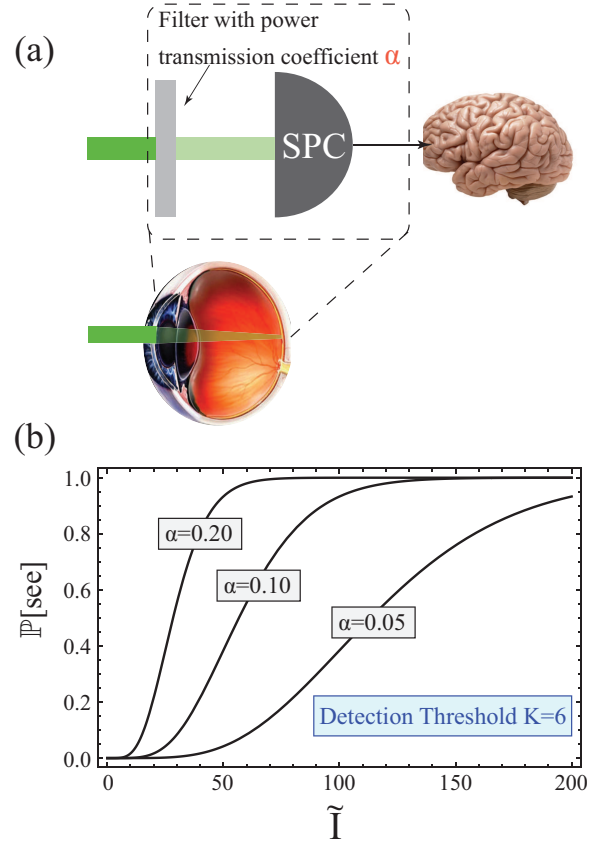 (a)
Filter with power
transmission coefficient α
SPC
(b)
ℙ[see]
1.0
0.8
0.6
0.4
0.2
0.0
α=0.20
α=0.10
α=0.05
Detection Threshold K=6
0
50
100
150
200
Ĩ